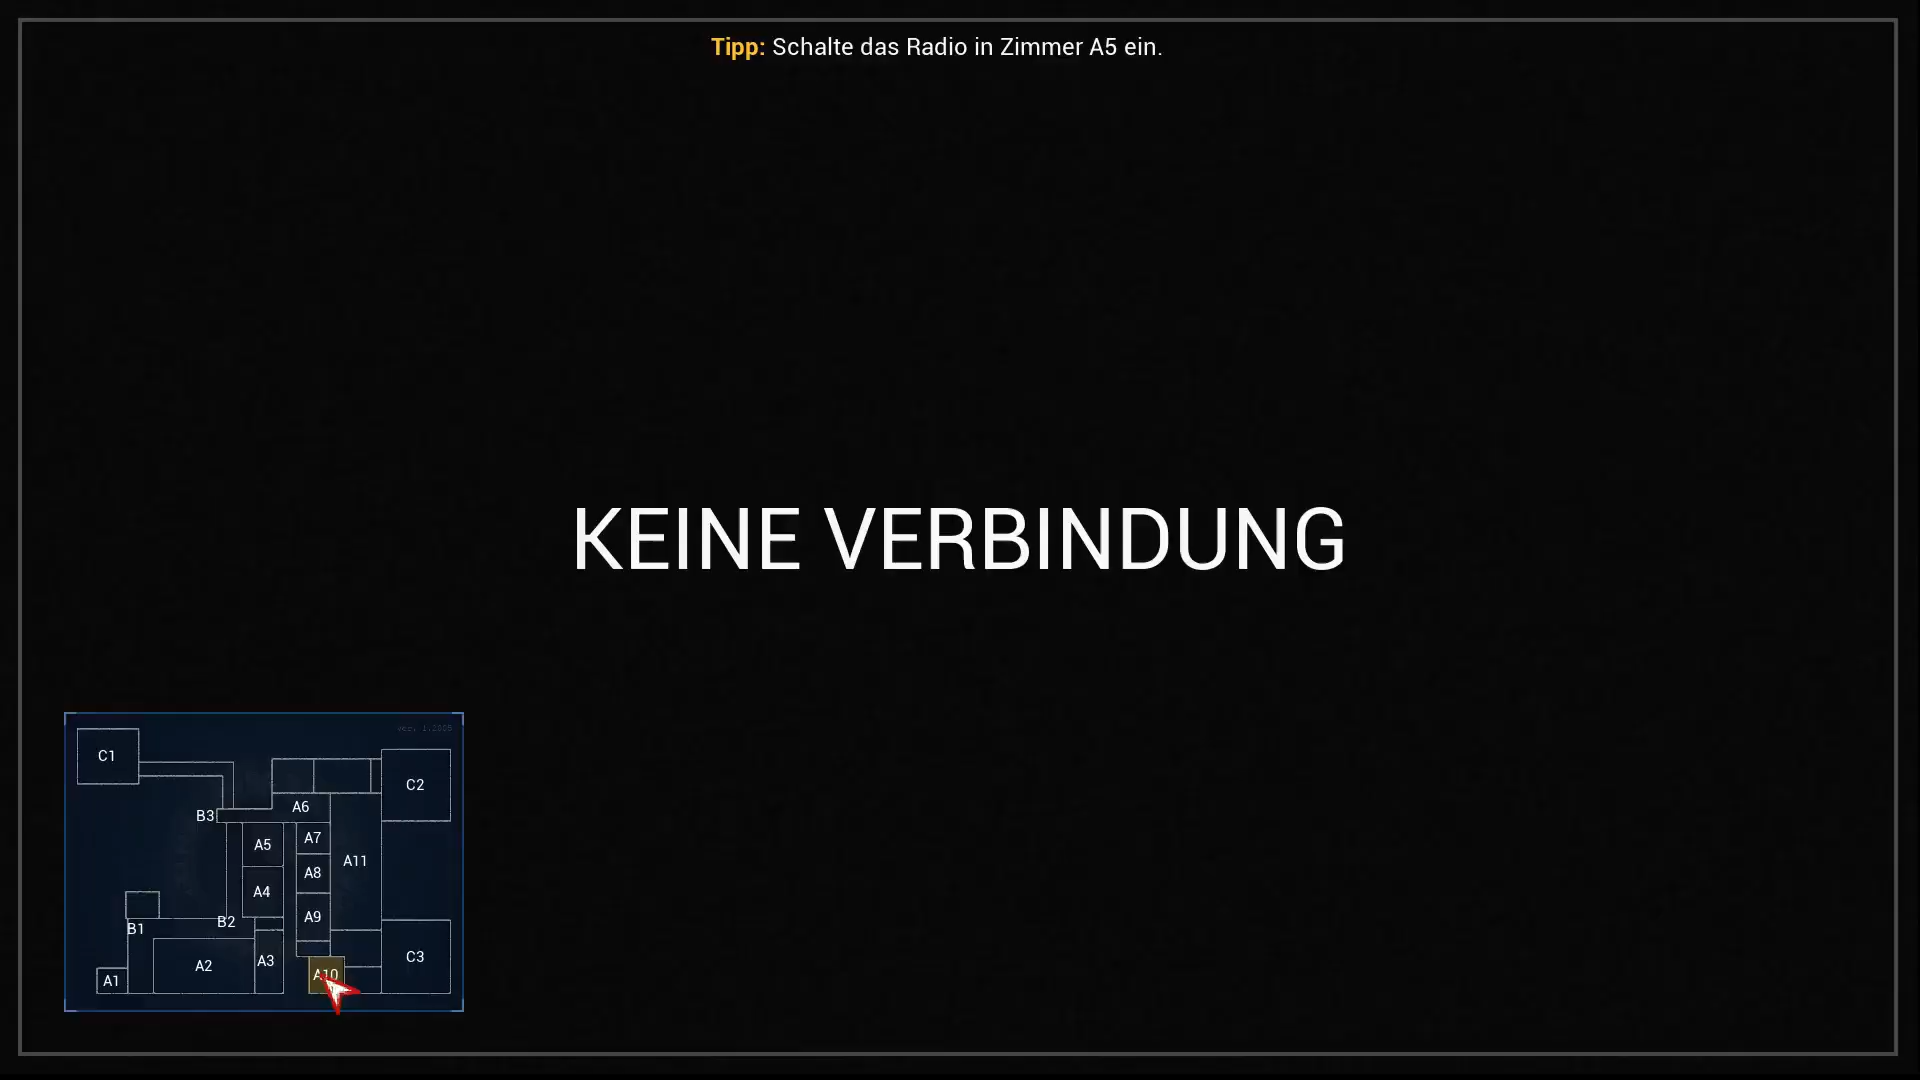 Tipp: Schalte das Radio in Zimmer A5 ein.
KEINE VERBINDUNG
C1
C2
A6
B3
A7
A5
A11
A8
A4
A9
B2
B1
C3
A3
A2
A10
A1